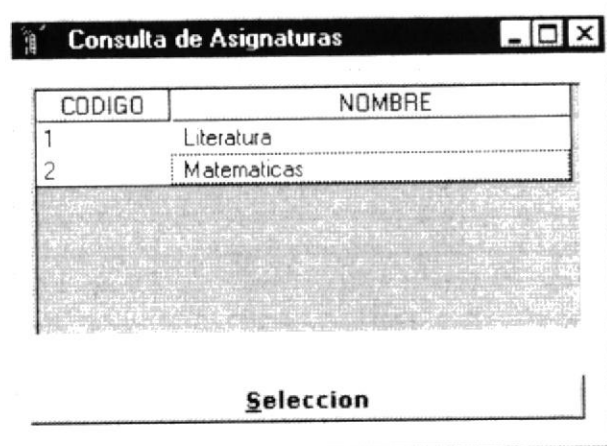 Consulta de Asignaturas
CODIGO NOMBRE
1 Literatura
2 Matematicas
Seleccion